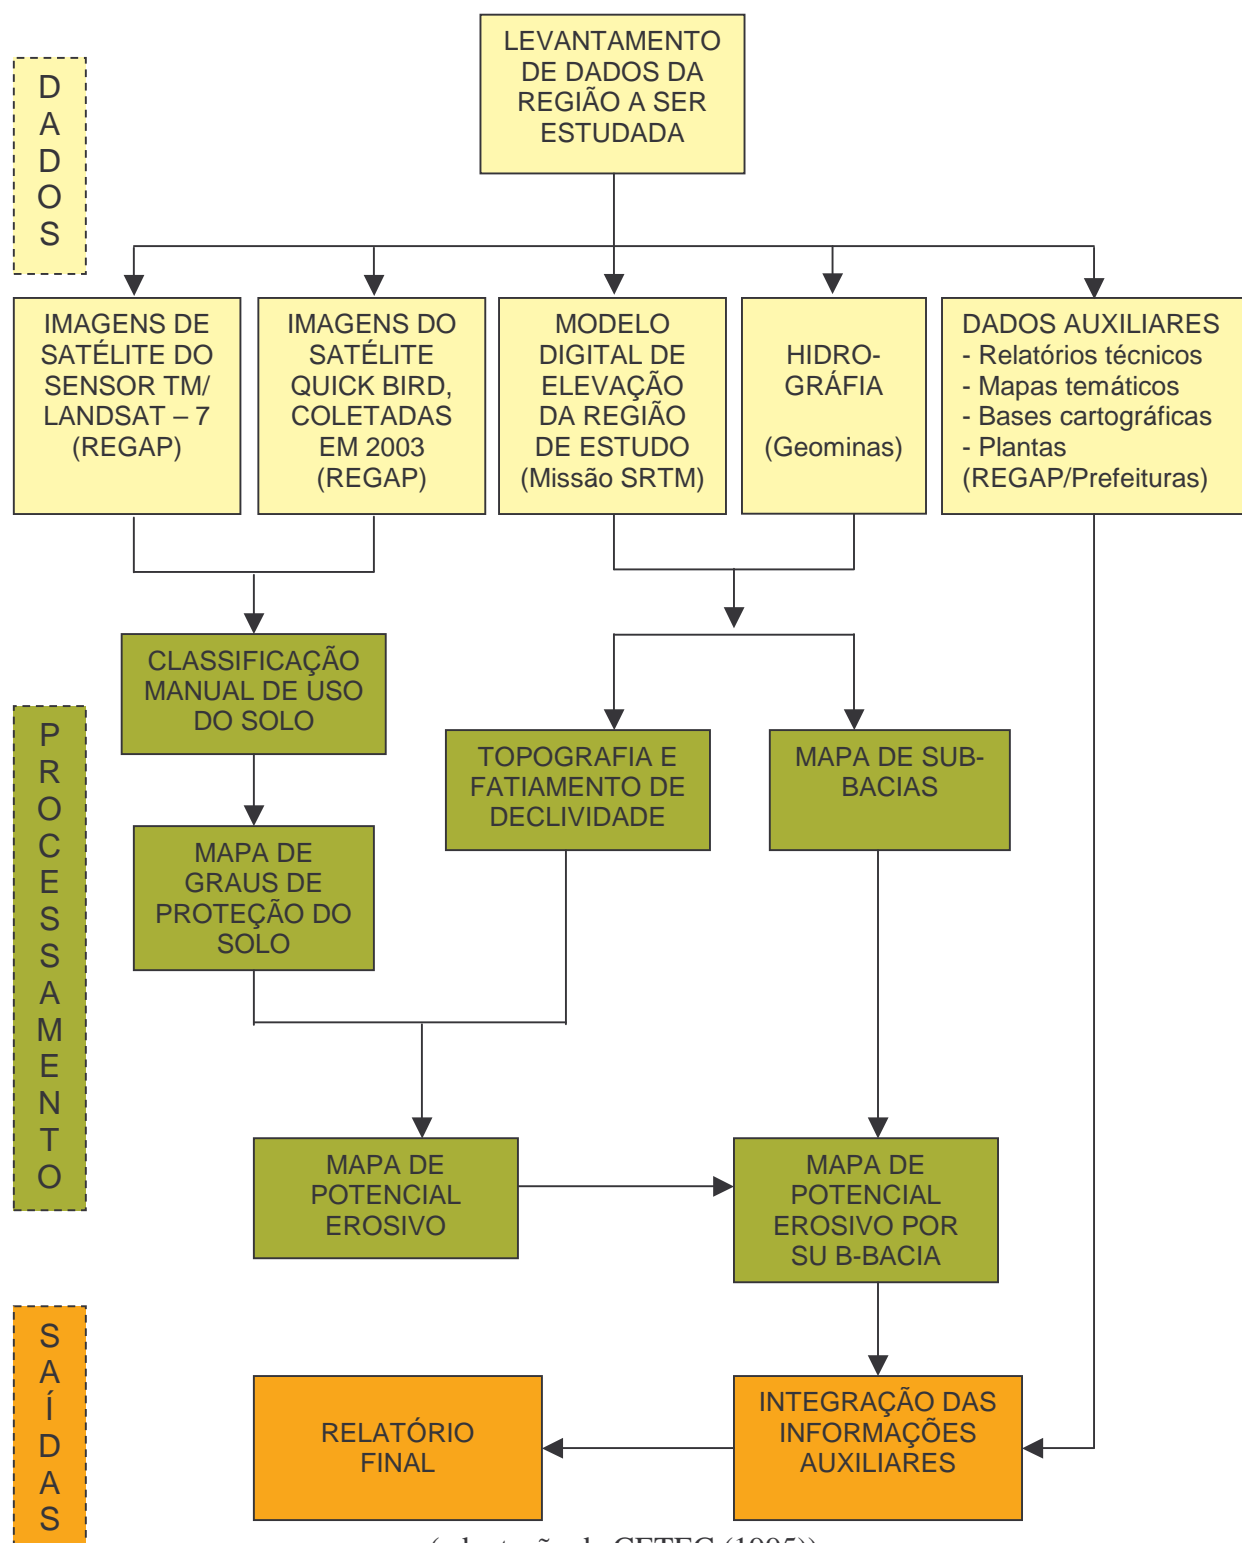 LEVANTAMENTO
DE DADOS DA
REGIÃO A SER
ESTUDADA
D
A
D
O
S
IMAGENS DE
SATÉLITE DO
SENSOR TM/
LANDSAT – 7
(REGAP)
IMAGENS DO
SATÉLITE
QUICK BIRD,
COLETADAS
EM 2003
(REGAP)
MODELO
DIGITAL DE
ELEVAÇÃO
DA REGIÃO
DE ESTUDO
(Missão SRTM)
HIDRO-
GRÁFIA
(Geominas)
DADOS AUXILIARES
- Relatórios técnicos
- Mapas temáticos
- Bases cartográficas
- Plantas
(REGAP/Prefeituras)
P
R
O
C
E
S
S
A
M
E
N
T
O
CLASSIFICAÇÃO
MANUAL DE USO
DO SOLO
TOPOGRAFIA E
FATIAMENTO DE
DECLIVIDADE
MAPA DE SUB-
BACIAS
MAPA DE
GRAUS DE
PROTEÇÃO DO
SOLO
MAPA DE
POTENCIAL
EROSIVO
MAPA DE
POTENCIAL
EROSIVO POR
SU B-BACIA
S
A
Í
D
A
S
RELATÓRIO
FINAL
INTEGRAÇÃO DAS
INFORMAÇÕES
AUXILIARES
CETEC (1995))